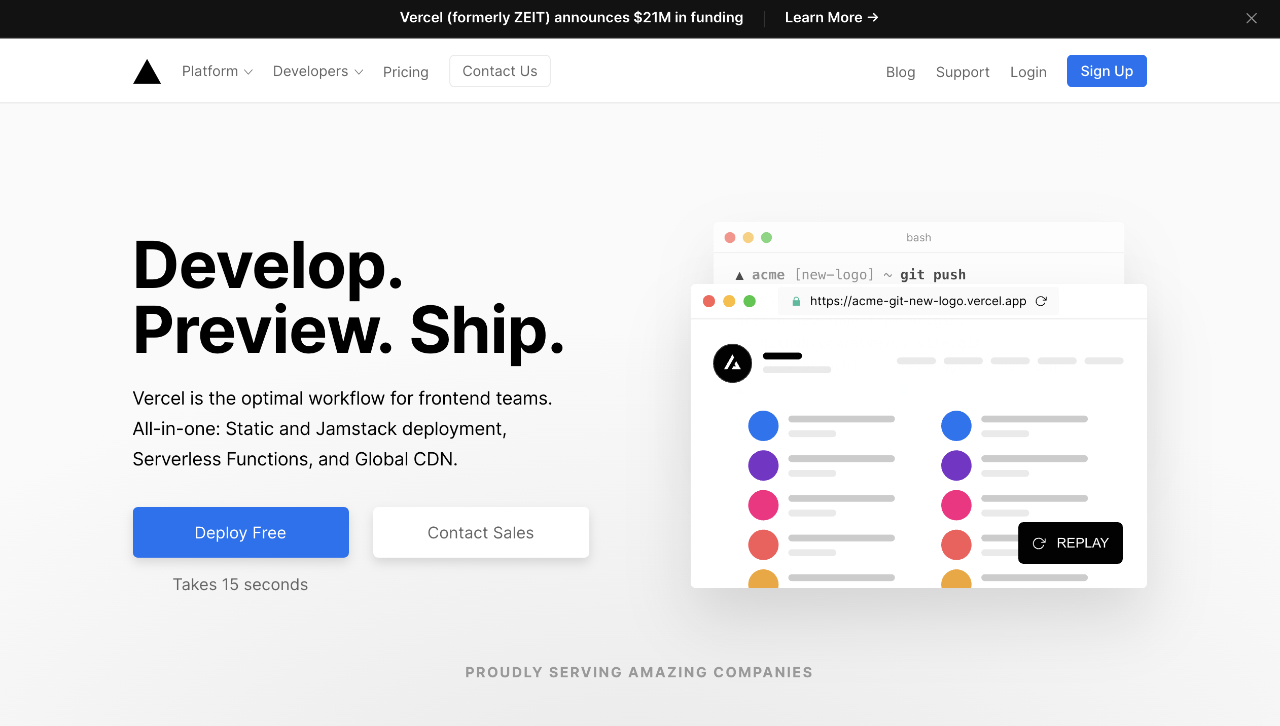 Vercel (formerly ZEIT) announces $21M in funding
Learn More →
Platform
Developers
Pricing
Contact Us
Blog
Support
Login
Sign Up
Develop.
Preview. Ship.
Vercel is the optimal workflow for frontend teams.
All-in-one: Static and Jamstack deployment,
Serverless Functions, and Global CDN.
Deploy Free
Contact Sales
Takes 15 seconds
bash
▲ acme [new-logo] ~ git push
https://acme-git-new-logo.vercel.app
REPLAY
PROUDLY SERVING AMAZING COMPANIES